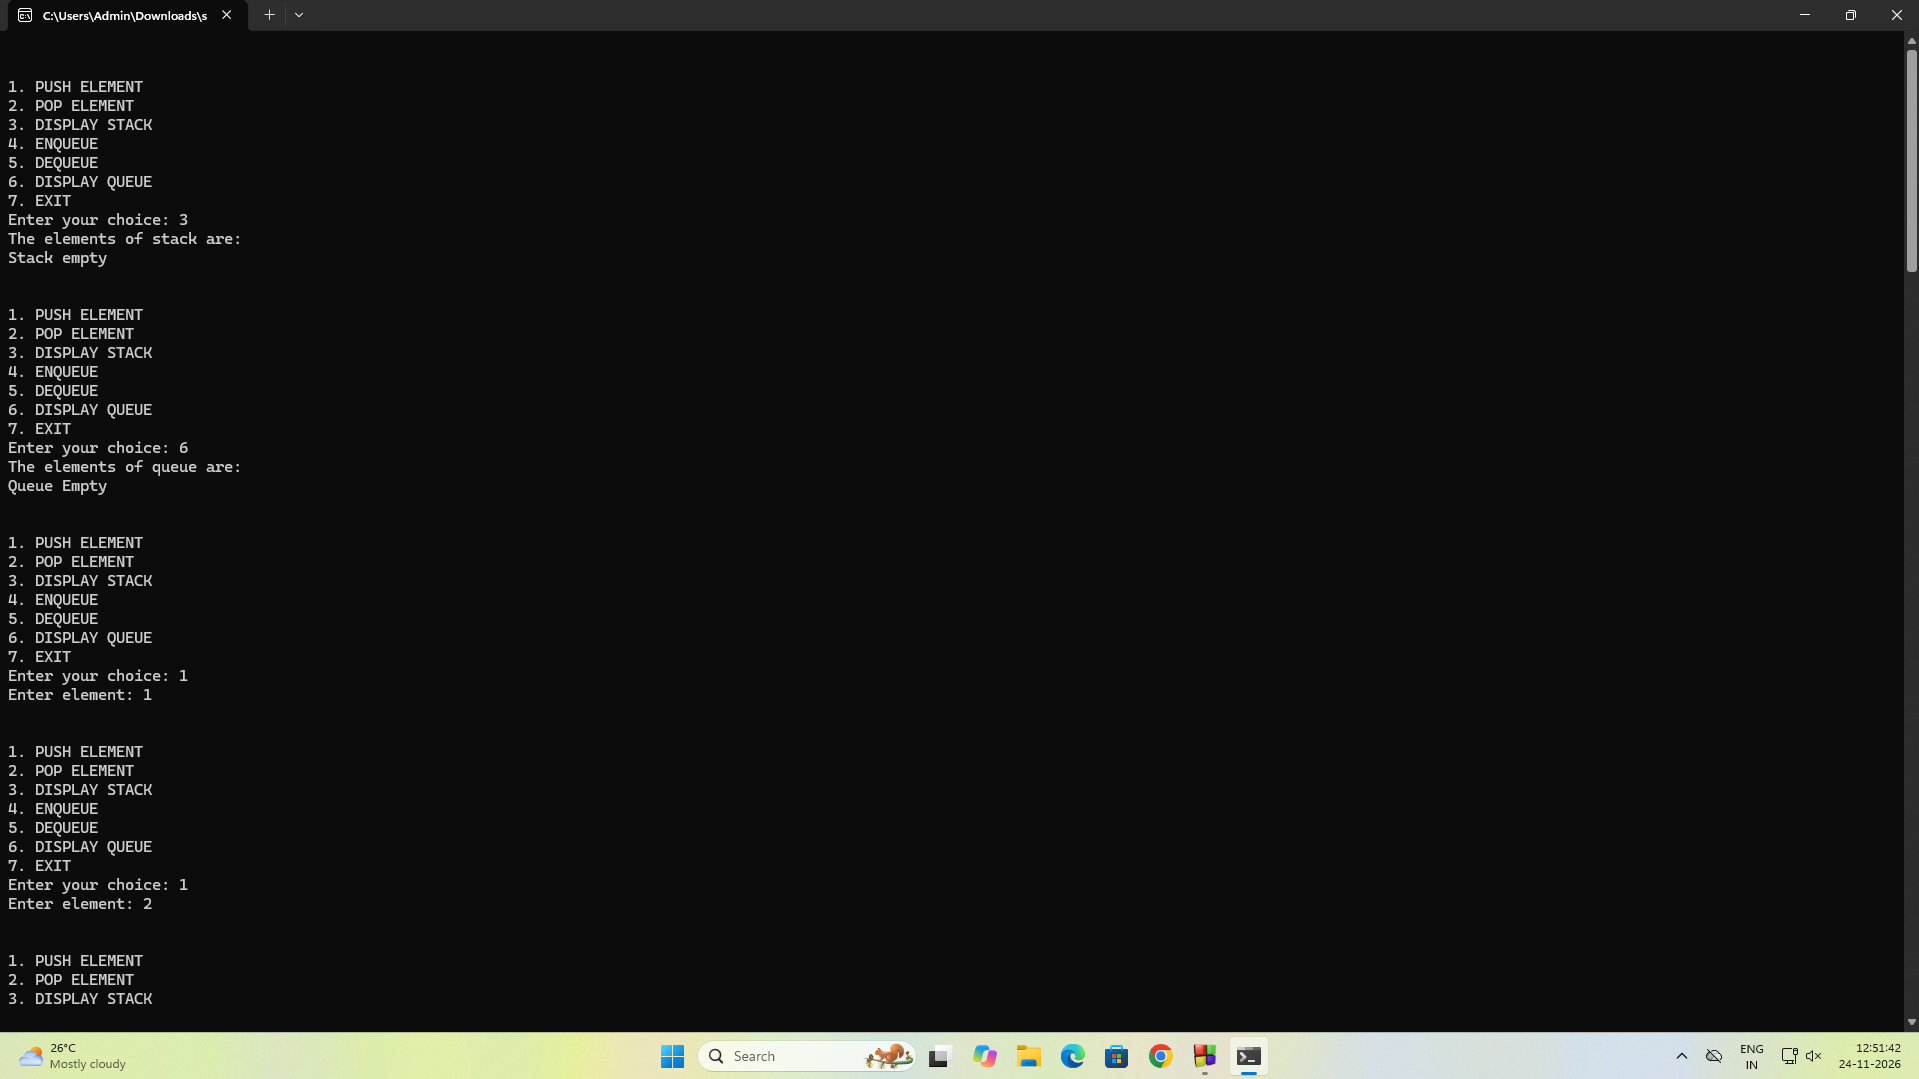 C:\Users\Admin\Downloads\s
1. PUSH ELEMENT
2. POP ELEMENT
3. DISPLAY STACK
4. ENQUEUE
5. DEQUEUE
6. DISPLAY QUEUE
7. EXIT
Enter your choice: 3
The elements of stack are:
Stack empty
1. PUSH ELEMENT
2. POP ELEMENT
3. DISPLAY STACK
4. ENQUEUE
5. DEQUEUE
6. DISPLAY QUEUE
7. EXIT
Enter your choice: 6
The elements of queue are:
Queue Empty
1. PUSH ELEMENT
2. POP ELEMENT
3. DISPLAY STACK
4. ENQUEUE
5. DEQUEUE
6. DISPLAY QUEUE
7. EXIT
Enter your choice: 1
Enter element: 1
1. PUSH ELEMENT
2. POP ELEMENT
3. DISPLAY STACK
4. ENQUEUE
5. DEQUEUE
6. DISPLAY QUEUE
7. EXIT
Enter your choice: 1
Enter element: 2
1. PUSH ELEMENT
2. POP ELEMENT
3. DISPLAY STACK
26°C
Mostly cloudy
Search
ENG
IN
12:51:42
24-11-2026